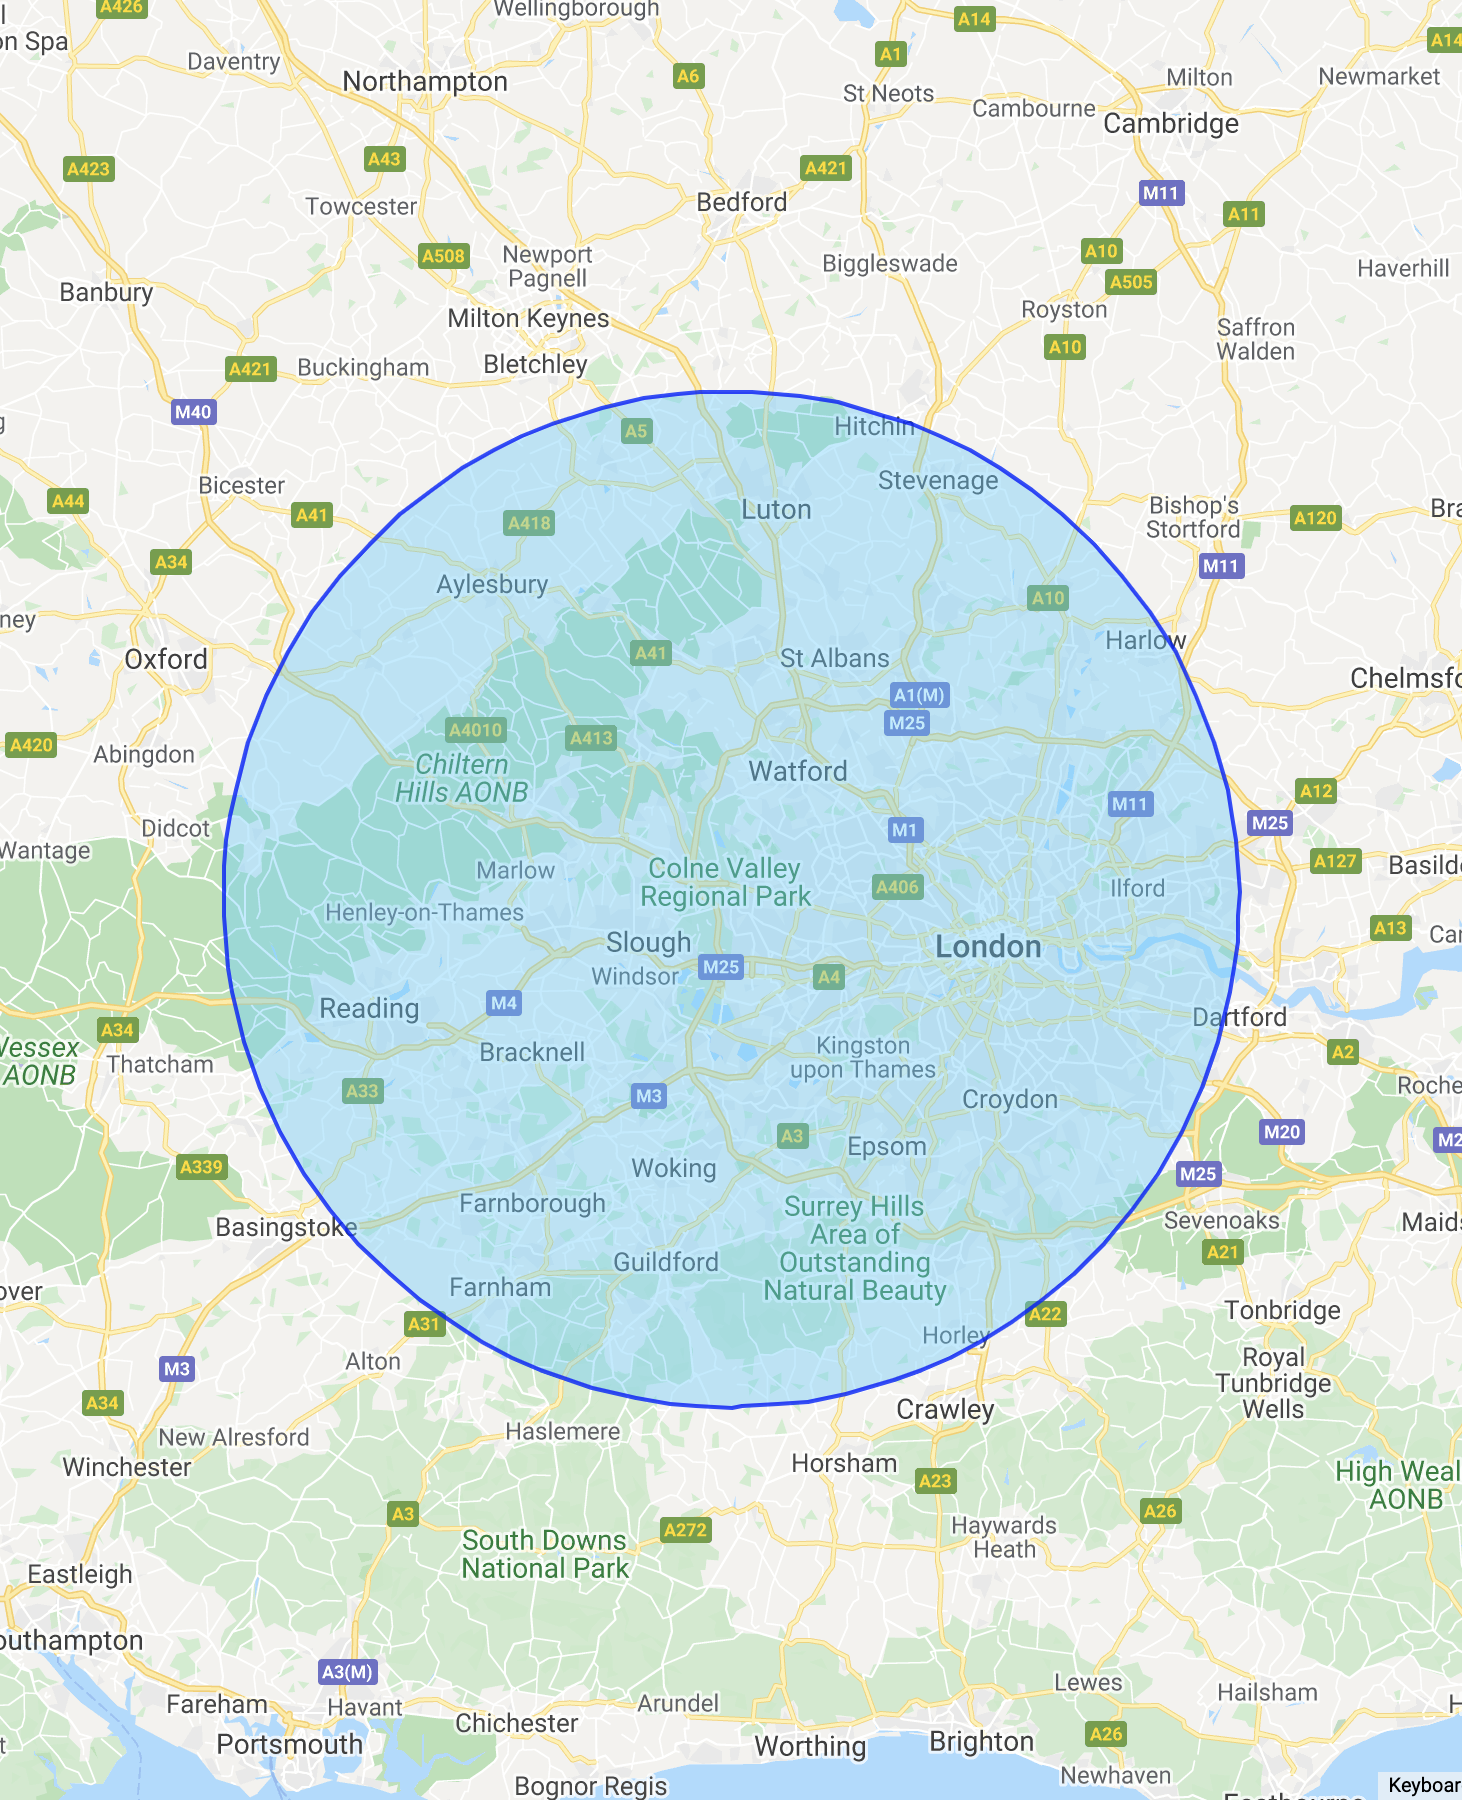 A426
Wellingborough
A14
on Spa
Daventry
A1
A14
Northampton
A6
St Neots
Milton
Newmarket
Cambourne
Cambridge
A43
A423
A421
Towcester
Bedford
M11
A11
A508
Newport
Pagnell
Biggleswade
A10
A505
Haverhill
Banbury
Milton Keynes
Royston
Saffron
Walden
A10
A421
Buckingham
Bletchley
M40
A5
Hitchin
Bicester
Stevenage
A44
A41
Luton
Bishop's
Stortford
A120
Bra
A418
A34
M11
Aylesbury
A10
ney
Oxford
A41
St Albans
Harlow
Chelmsfo
A1(M)
M25
A420
A4010
A413
Abingdon
Chiltern
Hills AONB
Watford
A12
M11
M25
Didcot
M1
Wantage
A127
Basilde
Marlow
Colne Valley
Regional Park
A406
Ilford
Henley-on-Thames
A13
Slough
London
Can
Windsor
M25
A4
Reading
M4
Dartford
A34
Wessex
AONB
Thatcham
Bracknell
Kingston
upon Thames
A2
A33
M3
Croydon
Roche
A3
Epsom
M20
M2
A339
Woking
M25
Farnborough
Surrey Hills
Area of
Outstanding
Natural Beauty
Basingstoke
Sevenoaks
Maids
A21
Guildford
Farnham
over
A31
A22
Tonbridge
Horley
M3
Alton
Royal
Tunbridge
Wells
A34
Crawley
New Alresford
Haslemere
Winchester
Horsham
High Weal
AONB
A23
A3
A272
A26
South Downs
National Park
Haywards
Heath
Eastleigh
outhampton
A3(M)
Lewes
Hailsham
Fareham
Havant
Arundel
H
Chichester
Portsmouth
Worthing
Brighton
A26
Newhaven
Bognor Regis
Keyboar